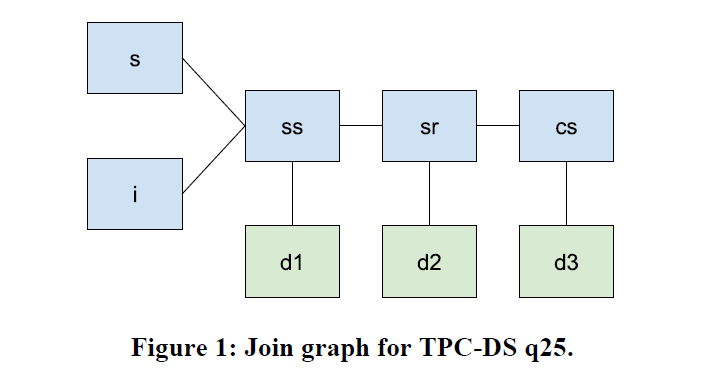 s
i
ss
sr
cs
d1
d2
d3
Figure 1: Join graph for TPC-DS q25.